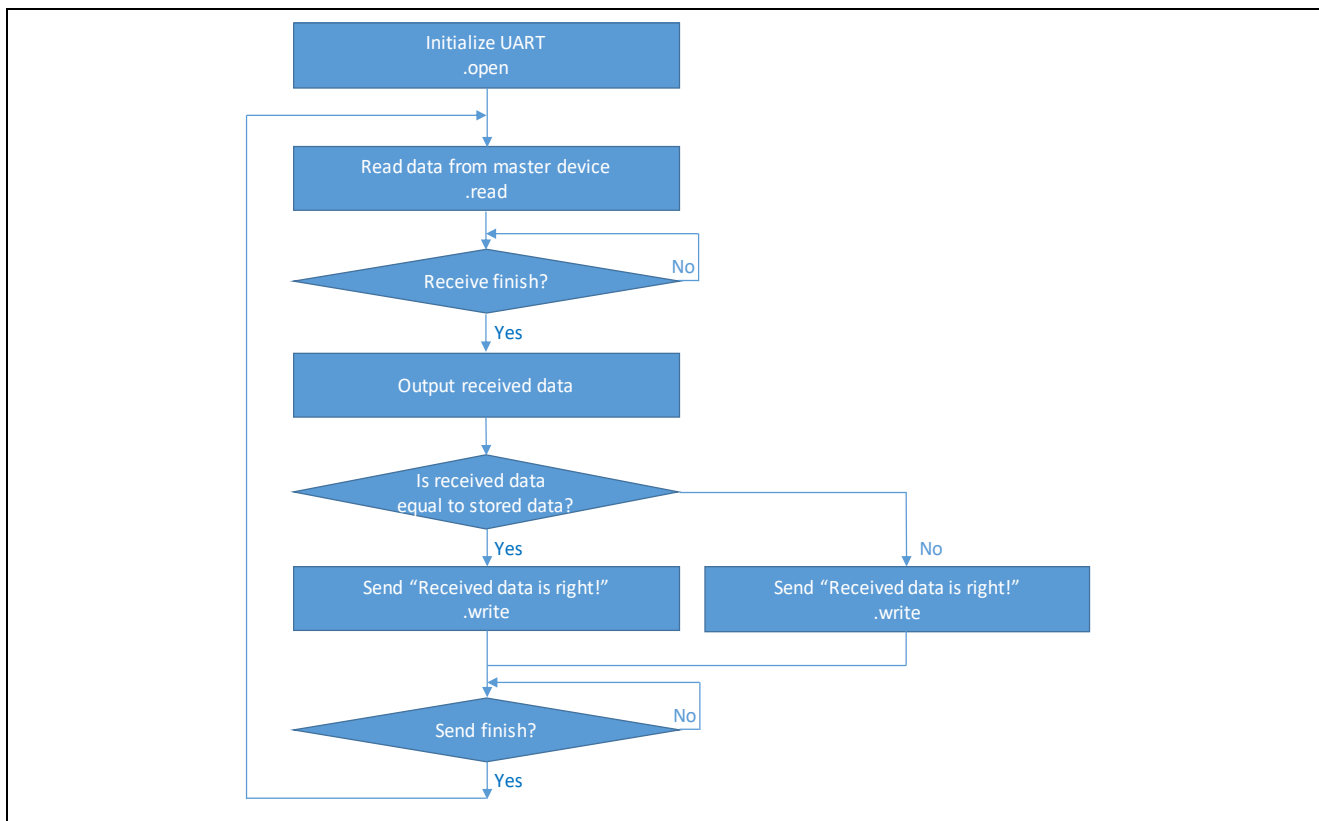 Initialize UART
.open
Read data from master device
.read
Receive finish?
No
Yes
Output received data
Is received data
equal to stored data?
Yes
No
Send “Received data is right!”
.write
Send “Received data is right!”
.write
Send finish?
No
Yes